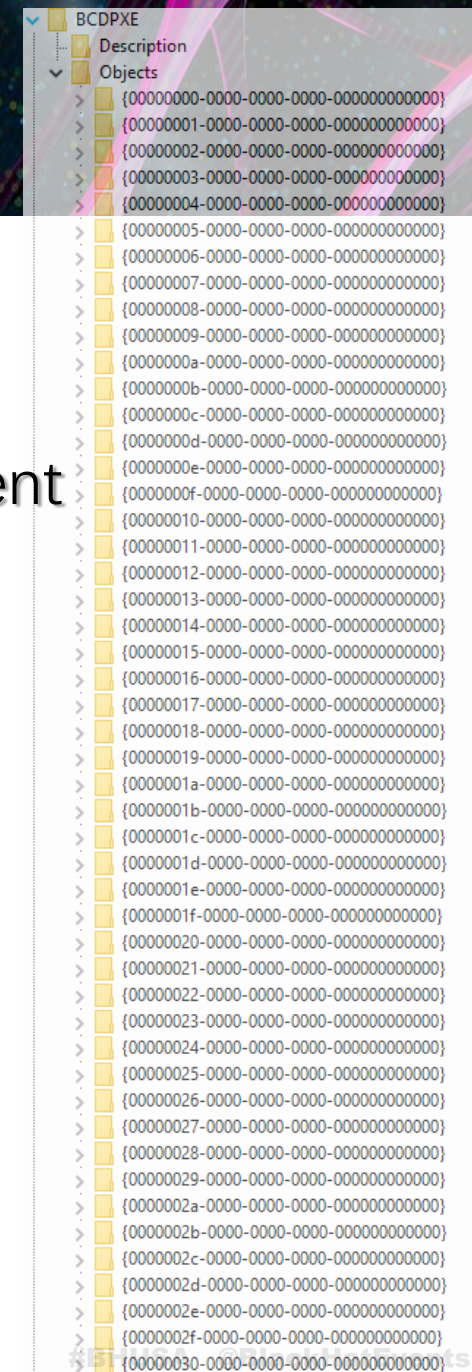 BCDPXE
Description
Objects
{00000000-0000-0000-0000-000000000000}
{00000001-0000-0000-0000-000000000000}
{00000002-0000-0000-0000-000000000000}
{00000003-0000-0000-0000-000000000000}
{00000004-0000-0000-0000-000000000000}
{00000005-0000-0000-0000-000000000000}
{00000006-0000-0000-0000-000000000000}
{00000007-0000-0000-0000-000000000000}
{00000008-0000-0000-0000-000000000000}
{00000009-0000-0000-0000-000000000000}
{0000000a-0000-0000-0000-000000000000}
{0000000b-0000-0000-0000-000000000000}
{0000000c-0000-0000-0000-000000000000}
{0000000d-0000-0000-0000-000000000000}
{0000000e-0000-0000-0000-000000000000}
ent
{0000000f-0000-0000-0000-000000000000}
{00000010-0000-0000-0000-000000000000}
{00000011-0000-0000-0000-000000000000}
{00000012-0000-0000-0000-000000000000}
{00000013-0000-0000-0000-000000000000}
{00000014-0000-0000-0000-000000000000}
{00000015-0000-0000-0000-000000000000}
{00000016-0000-0000-0000-000000000000}
{00000017-0000-0000-0000-000000000000}
{00000018-0000-0000-0000-000000000000}
{00000019-0000-0000-0000-000000000000}
{0000001a-0000-0000-0000-000000000000}
{0000001b-0000-0000-0000-000000000000}
{0000001c-0000-0000-0000-000000000000}
{0000001d-0000-0000-0000-000000000000}
{0000001e-0000-0000-0000-000000000000}
{0000001f-0000-0000-0000-000000000000}
{00000020-0000-0000-0000-000000000000}
{00000021-0000-0000-0000-000000000000}
{00000022-0000-0000-0000-000000000000}
{00000023-0000-0000-0000-000000000000}
{00000024-0000-0000-0000-000000000000}
{00000025-0000-0000-0000-000000000000}
{00000026-0000-0000-0000-000000000000}
{00000027-0000-0000-0000-000000000000}
{00000028-0000-0000-0000-000000000000}
{00000029-0000-0000-0000-000000000000}
{0000002a-0000-0000-0000-000000000000}
{0000002b-0000-0000-0000-000000000000}
{0000002c-0000-0000-0000-000000000000}
{0000002d-0000-0000-0000-000000000000}
{0000002e-0000-0000-0000-000000000000}
{0000002f-0000-0000-0000-000000000000}
#BHUSA @BlackHatEvents
{00000030-0000-0000-0000-000000000000}